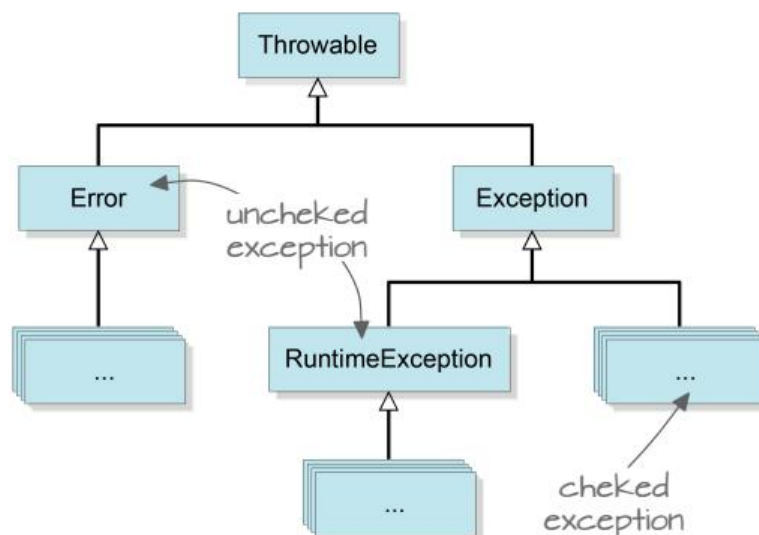 Throwable
Error
Exception
uncheked
exception
...
RuntimeException
...
...
cheked
exception